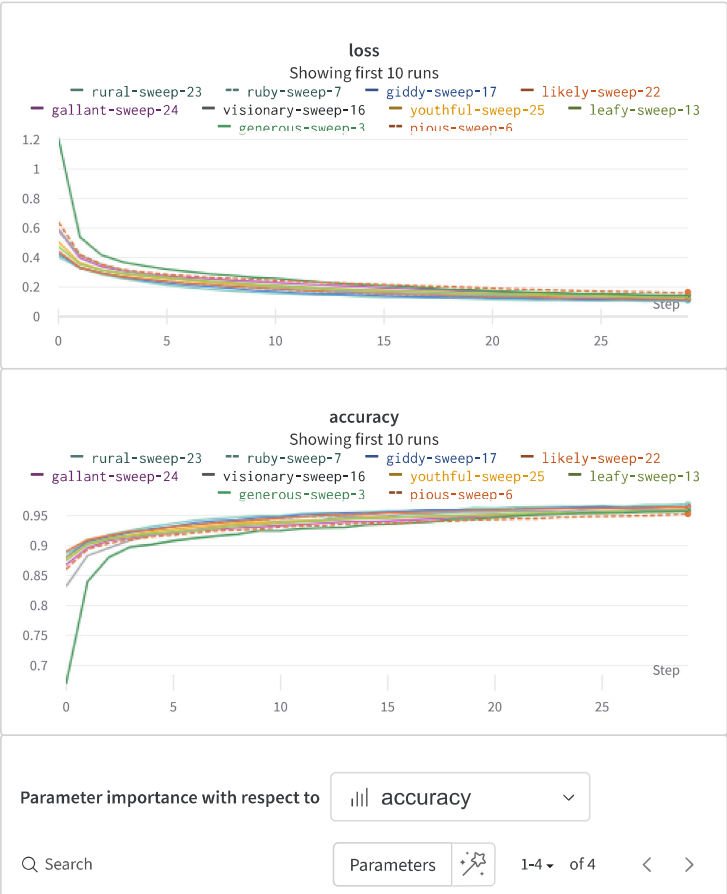 loss
Showing first 10 runs
rural-sweep-23 ruby-sweep-7 giddy-sweep-17 likely-sweep-22
gallant-sweep-24 visionary-sweep-16 youthful-sweep-25 leafy-sweep-13
generous-sweep-3 pious-sweep-6
1.2
1
0.8
0.6
0.4
0.2
0
Step
0 5 10 15 20 25
accuracy
Showing first 10 runs
rural-sweep-23 ruby-sweep-7 giddy-sweep-17 likely-sweep-22
gallant-sweep-24 visionary-sweep-16 youthful-sweep-25 leafy-sweep-13
generous-sweep-3 pious-sweep-6
0.95
0.9
0.85
0.8
0.75
0.7
Step
0 5 10 15 20 25
Parameter importance with respect to accuracy
Search Parameters 1-4 of 4